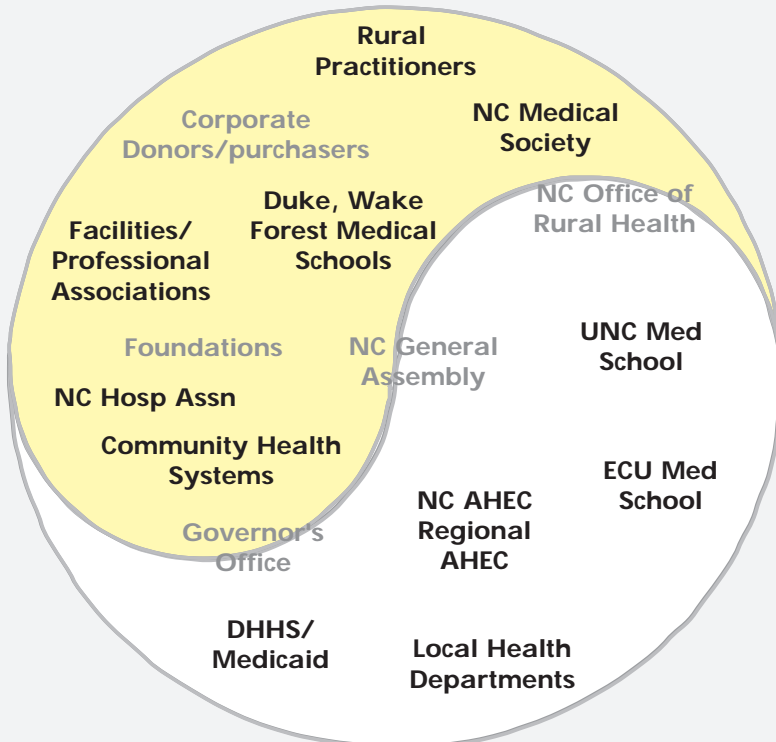 Rural
Practitioners
Corporate
Donors/purchasers
NC Medical
Society
NC Office of
Rural Health
Duke, Wake
Forest Medical
Schools
Facilities/
Professional
Associations
UNC Med
School
Foundations
NC General
Assembly
NC Hosp Assn
Community Health
Systems
ECU Med
School
NC AHEC
Regional
AHEC
Governor's
Office
DHHS/
Medicaid
Local Health
Departments